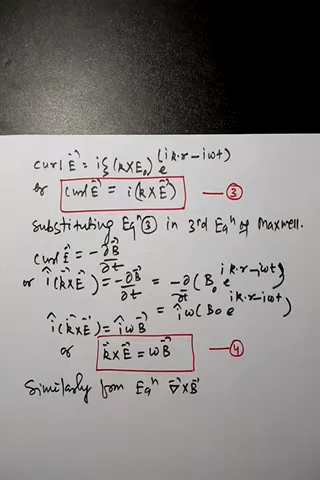 curl E⃗ = i{(k×E₀) e^(ik·r−iωt)
or curl E⃗ = i(k×E⃗) — ③
Substituting Eqⁿ ③ in 3rd Eqⁿ of Maxwell.
curl E⃗ = −∂B⃗/∂t
or i(k⃗×E⃗) = −∂B⃗/∂t = −∂/∂t (B₀ e^(ik·r−iωt))
= iω(B₀ e^(ik·r−iωt))
i(k⃗×E⃗) = iωB⃗
or k⃗×E⃗ = ωB⃗ — ④
Similarly from Eqⁿ ∇⃗×B⃗